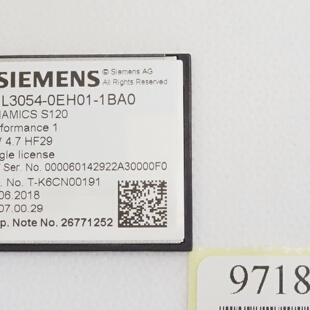 SIEMENS
© Siemens AG
All Rights Reserved
L3054-0EH01-1BA0
NAMICS S120
formance 1
4.7 HF29
gle license
Ser. No. 000060142922A30000F0
. No. T-K6CN00191
06.2018
07.00.29
p. Note No. 26771252
9718